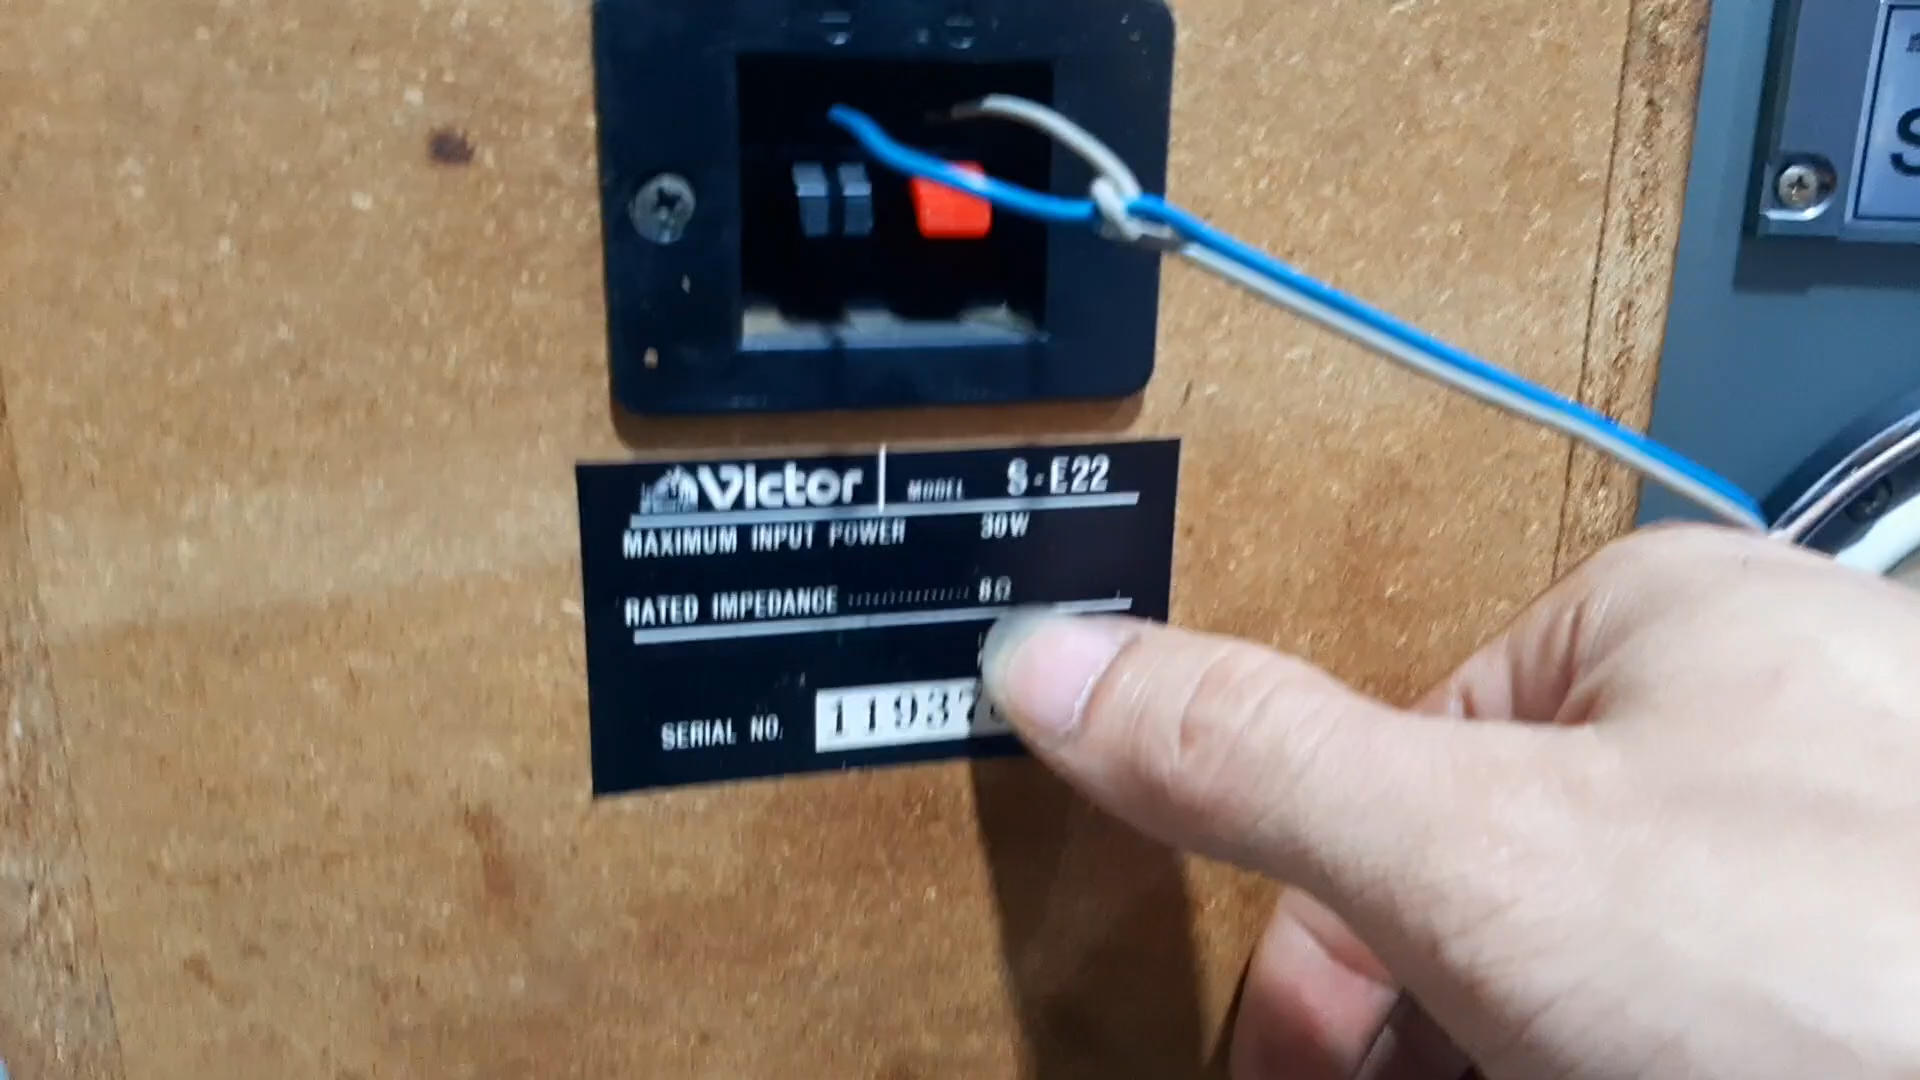 Victor MODEL S-E22
MAXIMUM INPUT POWER 30W
RATED IMPEDANCE 8Ω
SERIAL NO. 11937